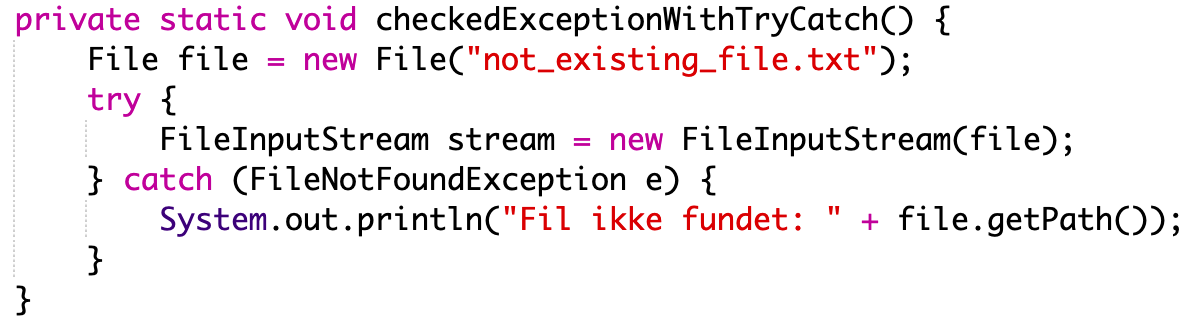 private static void checkedExceptionWithTryCatch() {
    File file = new File("not_existing_file.txt");
    try {
        FileInputStream stream = new FileInputStream(file);
    } catch (FileNotFoundException e) {
        System.out.println("Fil ikke fundet: " + file.getPath());
    }
}